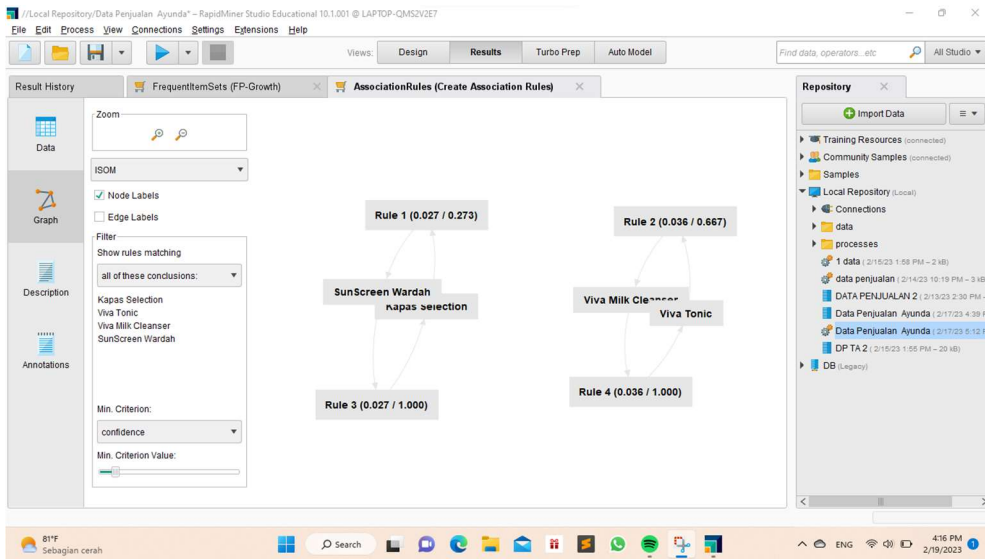 //Local Repository/Data Penjualan Ayunda* – RapidMiner Studio Educational 10.1.001 @ LAPTOP-QMS2V2E7
File Edit Process View Connections Settings Extensions Help
Views: Design Results Turbo Prep Auto Model
Find data, operators...etc
All Studio
Result History
FrequentItemSets (FP-Growth)
AssociationRules (Create Association Rules)
Data
Graph
Description
Annotations
Zoom
ISOM
Node Labels
Edge Labels
Filter
Show rules matching
all of these conclusions:
Kapas Selection
Viva Tonic
Viva Milk Cleanser
SunScreen Wardah
Min. Criterion:
confidence
Min. Criterion Value:
Rule 1 (0.027 / 0.273)
Rule 2 (0.036 / 0.667)
SunScreen Wardah
Kapas Selection
Viva Milk Cleanser
Viva Tonic
Rule 3 (0.027 / 1.000)
Rule 4 (0.036 / 1.000)
Repository
Import Data
Training Resources (connected)
Community Samples (connected)
Samples
Local Repository (Local)
Connections
data
processes
1 data (2/15/23 1:58 PM – 2 kB)
data penjualan (2/14/23 10:19 PM – 3 kB
DATA PENJUALAN 2 (2/13/23 2:30 PM –
Data Penjualan Ayunda (2/17/23 4:39
Data Penjualan Ayunda (2/17/23 5:12
DP TA 2 (2/15/23 1:55 PM – 20 kB)
DB (Legacy)
81°F
Sebagian cerah
Search
ENG
4:16 PM
2/19/2023
1